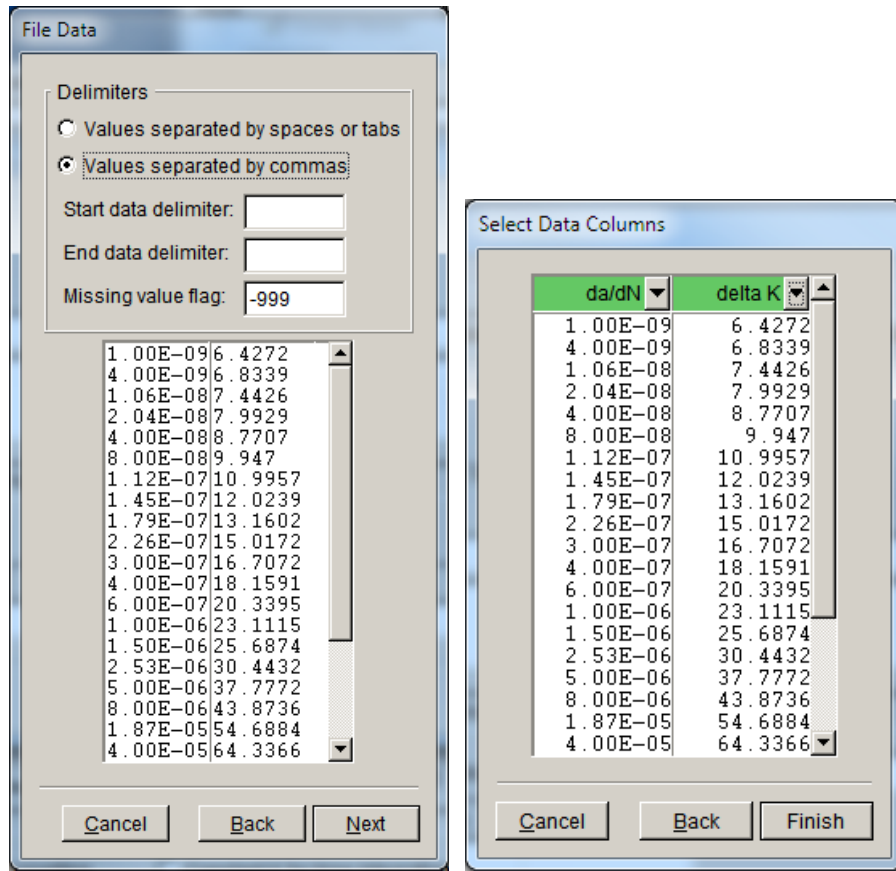 File Data
Delimiters
Values separated by spaces or tabs
Values separated by commas
Start data delimiter:
End data delimiter:
Missing value flag: -999
1.00E-09 6.4272
4.00E-09 6.8339
1.06E-08 7.4426
2.04E-08 7.9929
4.00E-08 8.7707
8.00E-08 9.947
1.12E-07 10.9957
1.45E-07 12.0239
1.79E-07 13.1602
2.26E-07 15.0172
3.00E-07 16.7072
4.00E-07 18.1591
6.00E-07 20.3395
1.00E-06 23.1115
1.50E-06 25.6874
2.53E-06 30.4432
5.00E-06 37.7772
8.00E-06 43.8736
1.87E-05 54.6884
4.00E-05 64.3366
Cancel Back Next
Select Data Columns
da/dN delta K
1.00E-09 6.4272
4.00E-09 6.8339
1.06E-08 7.4426
2.04E-08 7.9929
4.00E-08 8.7707
8.00E-08 9.947
1.12E-07 10.9957
1.45E-07 12.0239
1.79E-07 13.1602
2.26E-07 15.0172
3.00E-07 16.7072
4.00E-07 18.1591
6.00E-07 20.3395
1.00E-06 23.1115
1.50E-06 25.6874
2.53E-06 30.4432
5.00E-06 37.7772
8.00E-06 43.8736
1.87E-05 54.6884
4.00E-05 64.3366
Cancel Back Finish